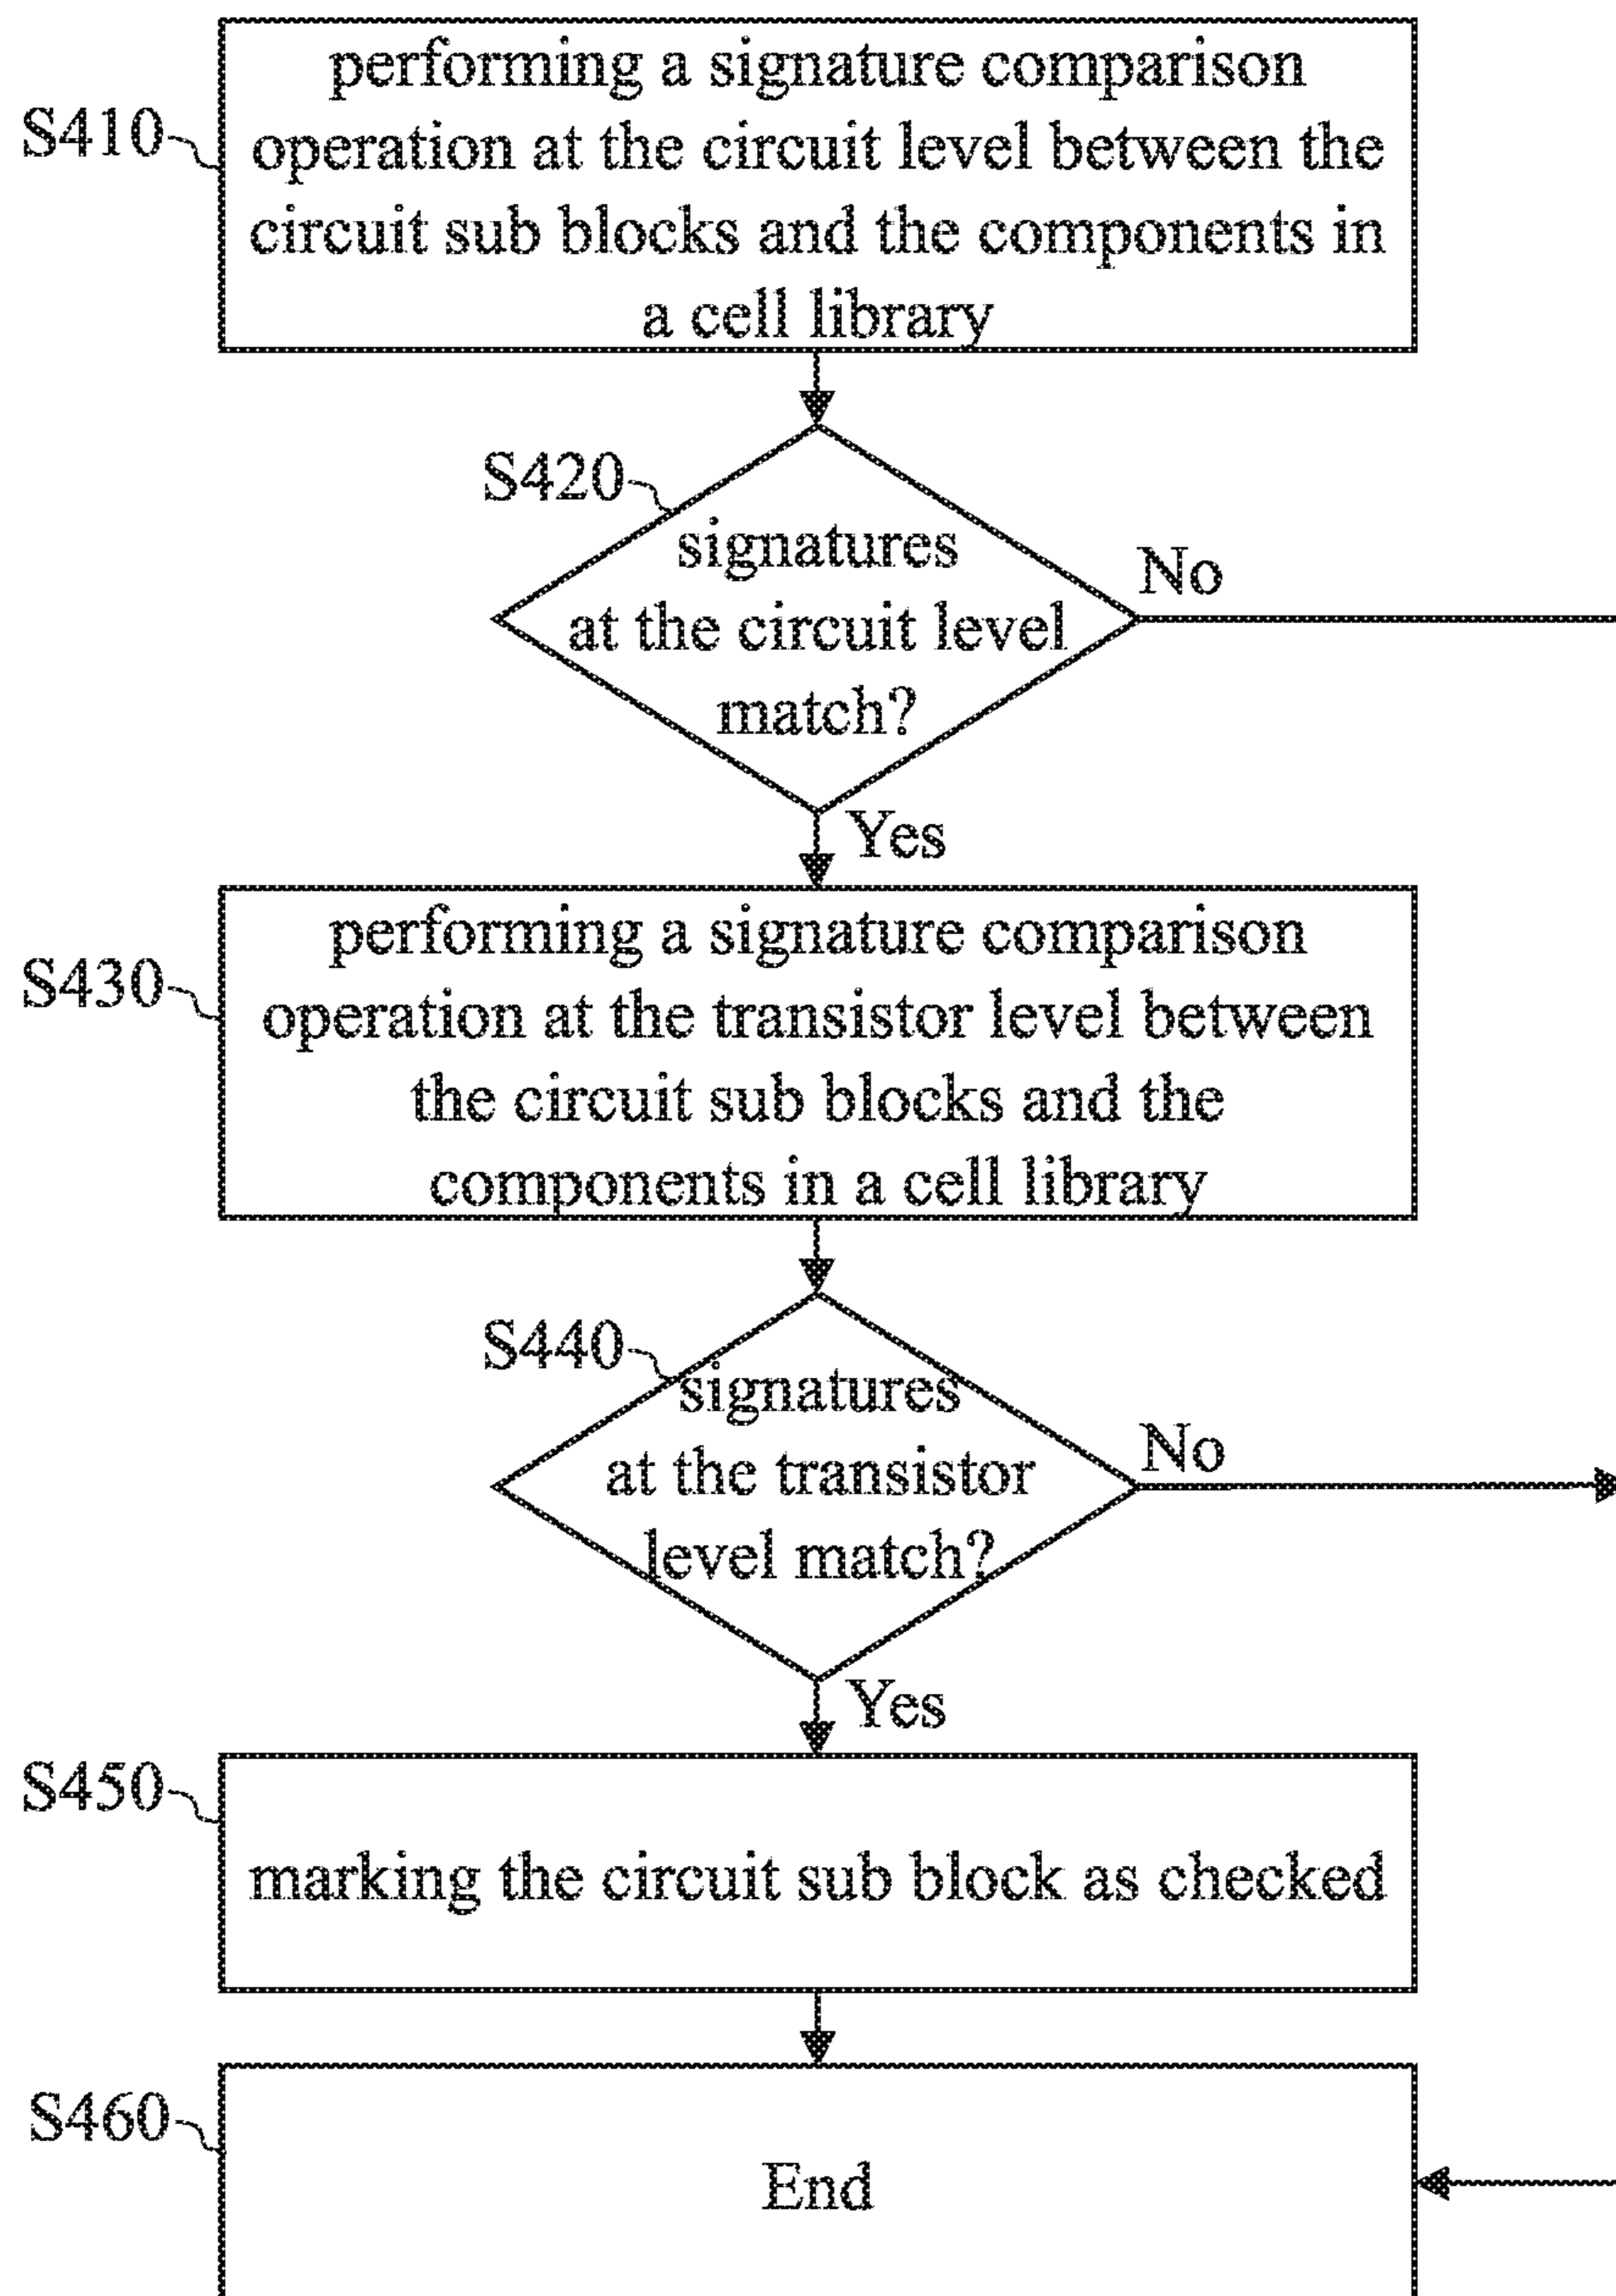 performing a signature comparison
S410
operation at the circuit level between the
circuit sub blocks and the components in
a cell library
S420
signatures
No
at the circuit level
match?
Yes
performing a signature comparison
S430
operation at the transistor level between
the circuit sub blocks and the
components in a cell library
S440
signatures
No
at the transistor
level match?
Yes
S450
marking the circuit sub block as checked
S460
End